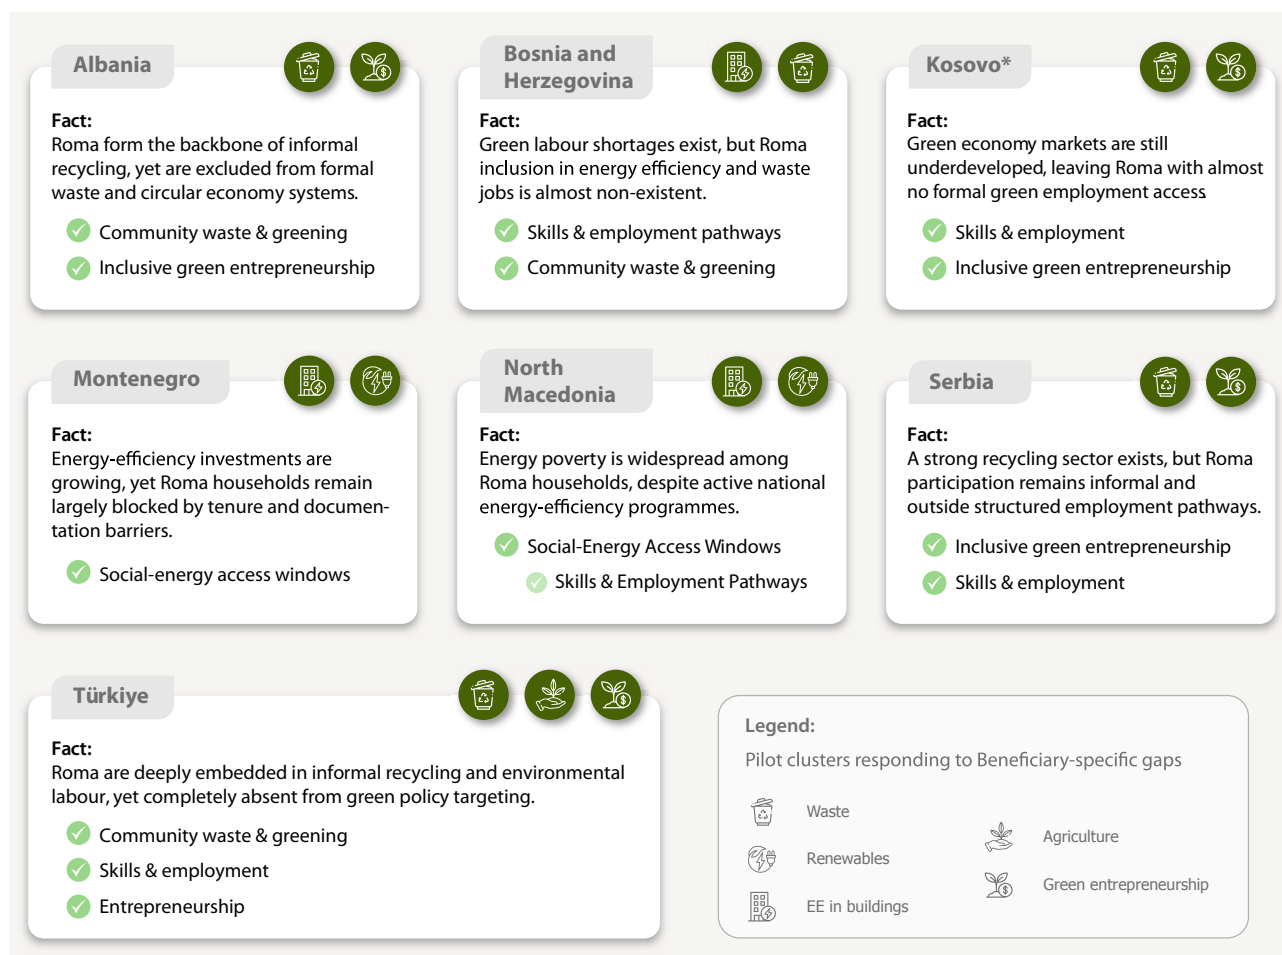 Albania
Fact:
Roma form the backbone of informal
recycling, yet are excluded from formal
waste and circular economy systems.
Community waste & greening
Inclusive green entrepreneurship
Bosnia and
Herzegovina
Fact:
Green labour shortages exist, but Roma
inclusion in energy efficiency and waste
jobs is almost non-existent.
Skills & employment pathways
Community waste & greening
Kosovo*
Fact:
Green economy markets are still
underdeveloped, leaving Roma with almost
no formal green employment access.
Skills & employment
Inclusive green entrepreneurship
Montenegro
Fact:
Energy-efficiency investments are
growing, yet Roma households remain
largely blocked by tenure and documen-
tation barriers.
Social-energy access windows
North
Macedonia
Fact:
Energy poverty is widespread among
Roma households, despite active national
energy-efficiency programmes.
Social-Energy Access Windows
Skills & Employment Pathways
Serbia
Fact:
A strong recycling sector exists, but Roma
participation remains informal and
outside structured employment pathways.
Inclusive green entrepreneurship
Skills & employment
Türkiye
Fact:
Roma are deeply embedded in informal recycling and environmental
labour, yet completely absent from green policy targeting.
Community waste & greening
Skills & employment
Entrepreneurship
Legend:
Pilot clusters responding to Beneficiary-specific gaps
Waste
Renewables
EE in buildings
Agriculture
Green entrepreneurship